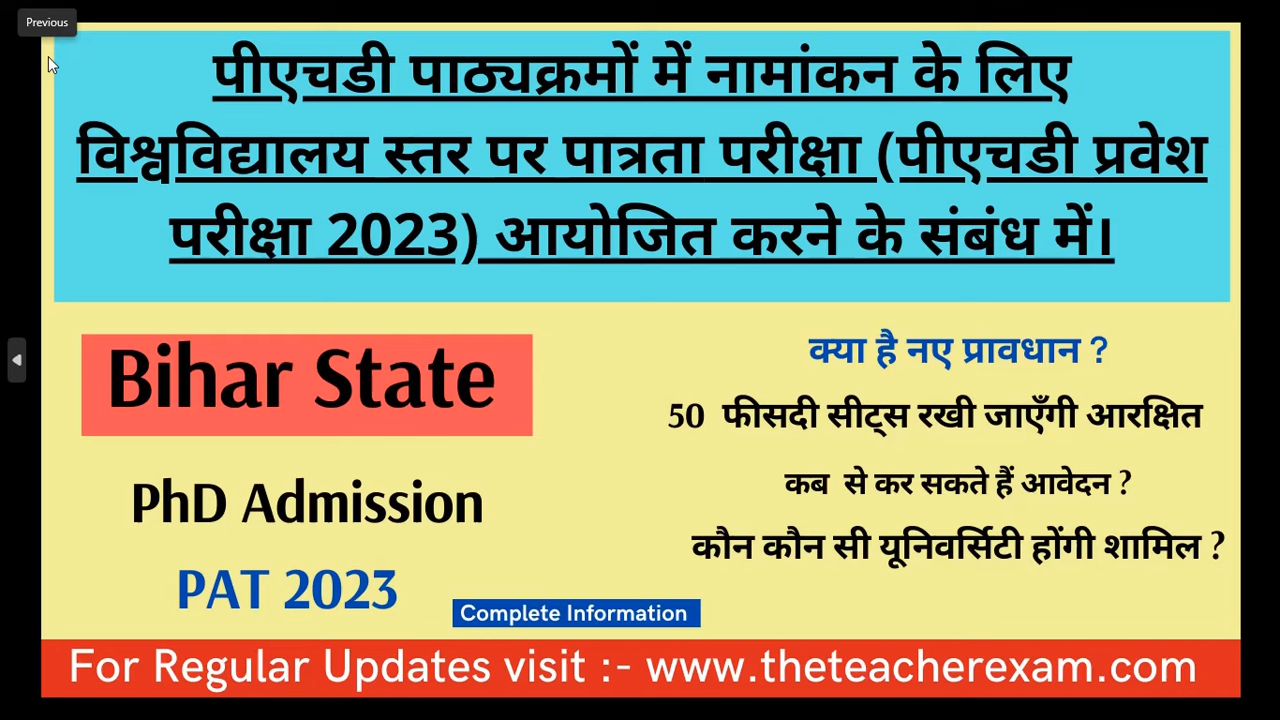 Previous
पीएचडी पाठ्यक्रमों में नामांकन के लिए
विश्वविद्यालय स्तर पर पात्रता परीक्षा (पीएचडी प्रवेश
परीक्षा 2023) आयोजित करने के संबंध में।
Bihar State
PhD Admission
PAT 2023
क्या है नए प्रावधान ?
50 फीसदी सीट्स रखी जाएँगी आरक्षित
कब से कर सकते हैं आवेदन ?
कौन कौन सी यूनिवर्सिटी होंगी शामिल ?
Complete Information
For Regular Updates visit :- www.theteacherexam.com